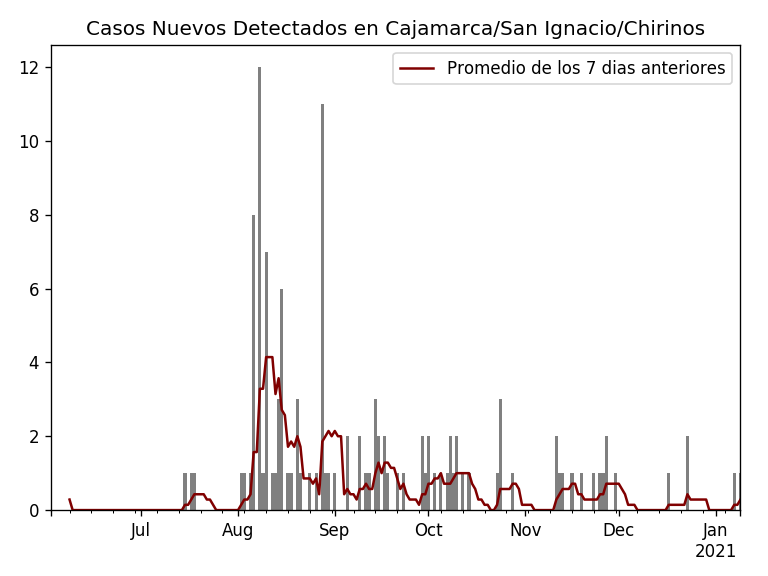 Casos Nuevos Detectados en Cajamarca/San Ignacio/Chirinos
Promedio de los 7 dias anteriores
12
10
8
6
4
2
0
Jul Aug Sep Oct Nov Dec Jan
2021